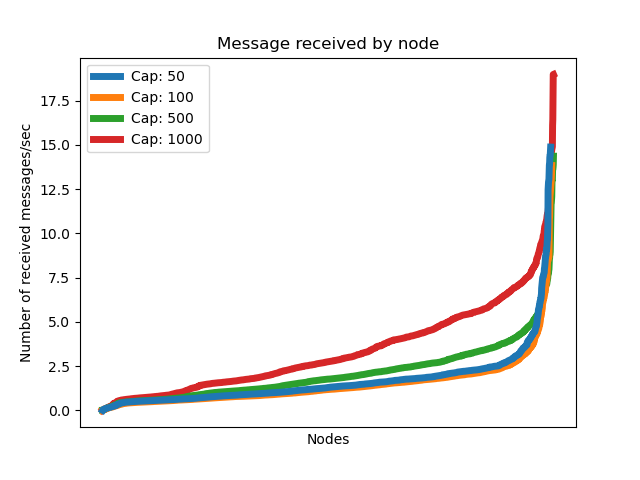 Message received by node
Cap: 50
Cap: 100
Cap: 500
Cap: 1000
17.5
15.0
12.5
10.0
7.5
5.0
2.5
0.0
Number of received messages/sec
Nodes